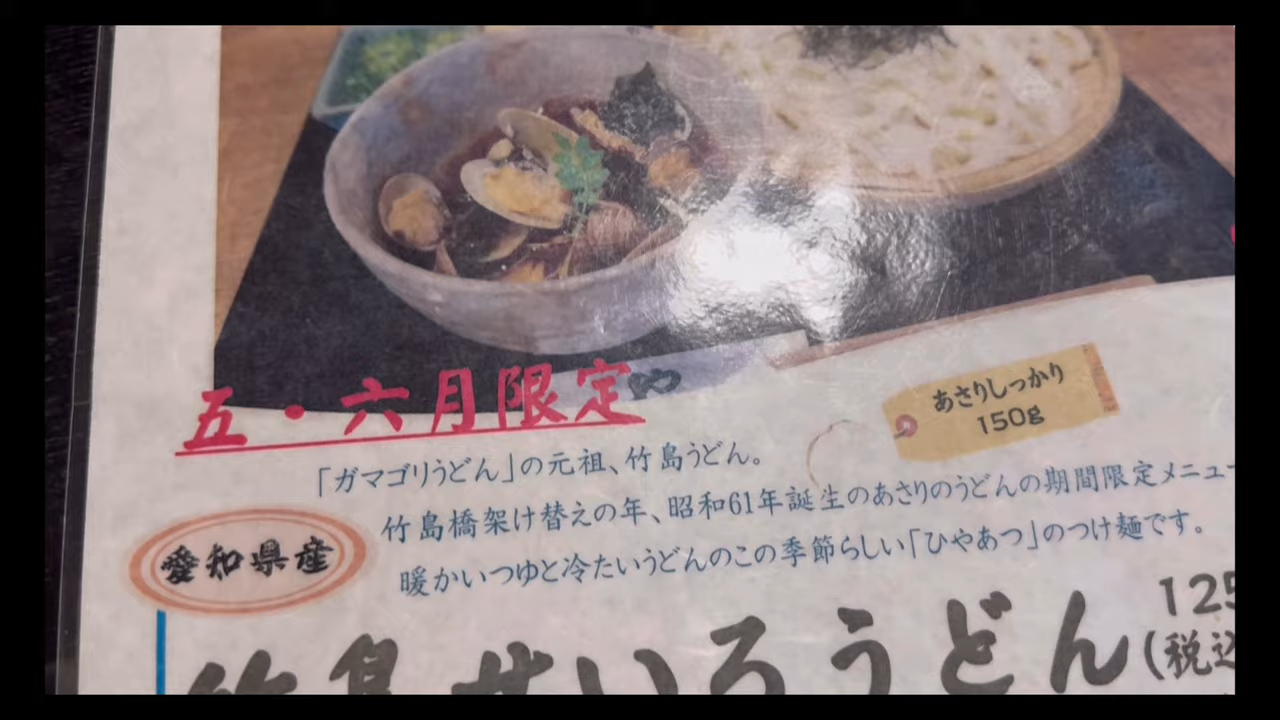 五・六月限定
あさりしっかり
150g
「ガマゴリうどん」の元祖、竹島うどん。
竹島橋架け替えの年、昭和61年誕生のあさりのうどんの期間限定メニュー
暖かいつゆと冷たいうどんのこの季節らしい「ひやあつ」のつけ麺です。
愛知県産
竹島せいろうどん
125
(税込